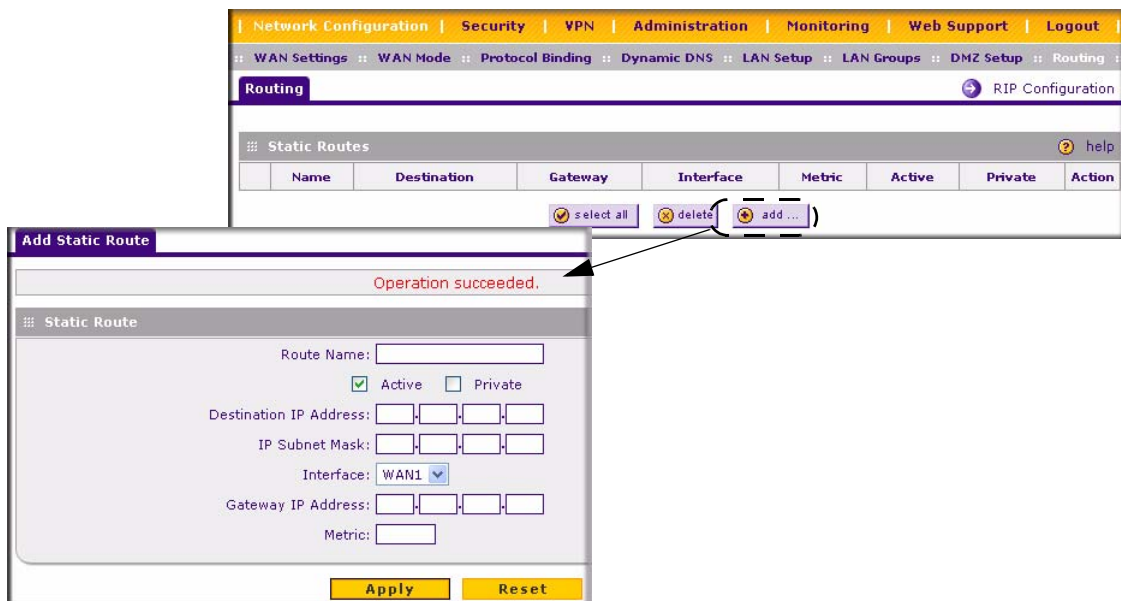 | Network Configuration | Security | VPN | Administration | Monitoring | Web Support | Logout |
:: WAN Settings :: WAN Mode :: Protocol Binding :: Dynamic DNS :: LAN Setup :: LAN Groups :: DMZ Setup :: Routing ::
Routing
RIP Configuration
Static Routes
? help
Name Destination Gateway Interface Metric Active Private Action
select all delete add ...
Add Static Route
Operation succeeded.
Static Route
Route Name:
Active Private
Destination IP Address: . . .
IP Subnet Mask: . . .
Interface: WAN1
Gateway IP Address: . . .
Metric:
Apply Reset